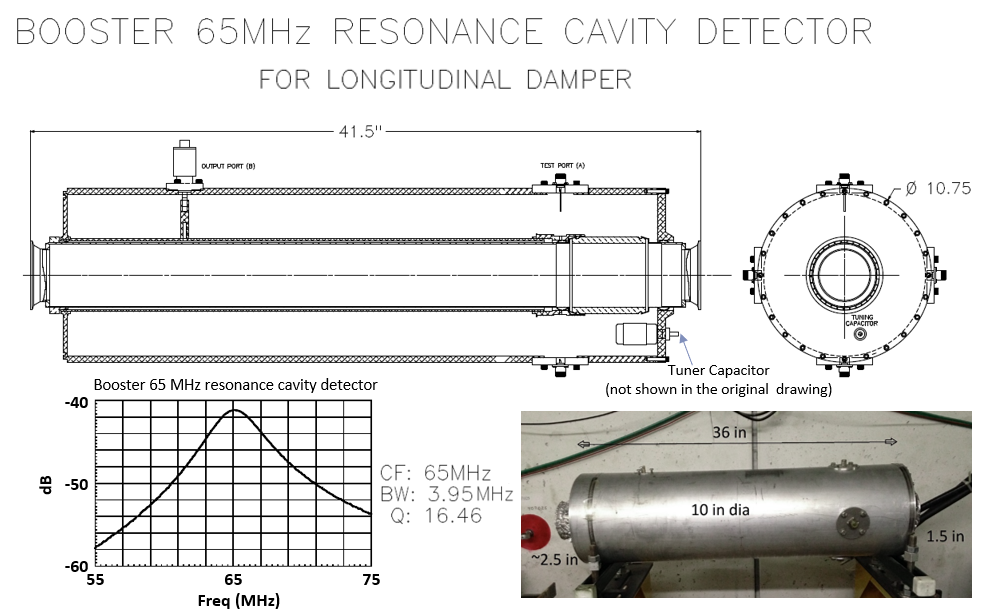 BOOSTER 65MHz RESONANCE CAVITY DETECTOR
FOR LONGITUDINAL DAMPER
41.5"
OUTPUT PORT (B)
TEST PORT (A)
Ø 10.75
TUNING
CAPACITOR
Tuner Capacitor
(not shown in the original drawing)
Booster 65 MHz resonance cavity detector
-40
-50
-60
dB
55
65
75
Freq (MHz)
CF: 65MHz
BW: 3.95MHz
Q: 16.46
36 in
10 in dia
~2.5 in
1.5 in